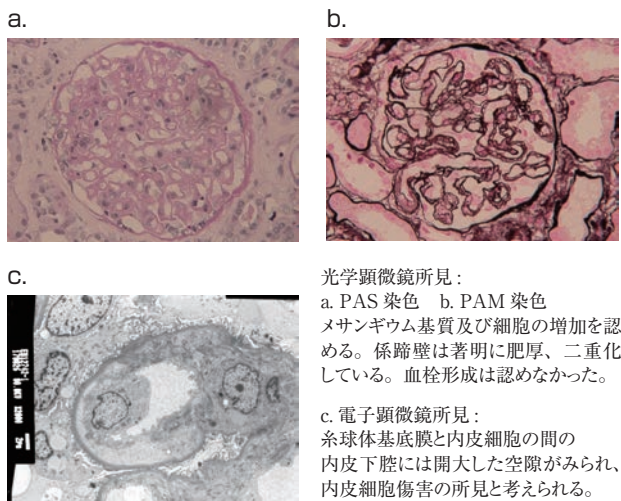 a.
b.
c.
光学顕微鏡所見：
a. PAS 染色　b. PAM 染色
メサンギウム基質及び細胞の増加を認
める。係蹄壁は著明に肥厚、二重化
している。血栓形成は認めなかった。
c. 電子顕微鏡所見：
糸球体基底膜と内皮細胞の間の
内皮下腔には開大した空隙がみられ、
内皮細胞傷害の所見と考えられる。